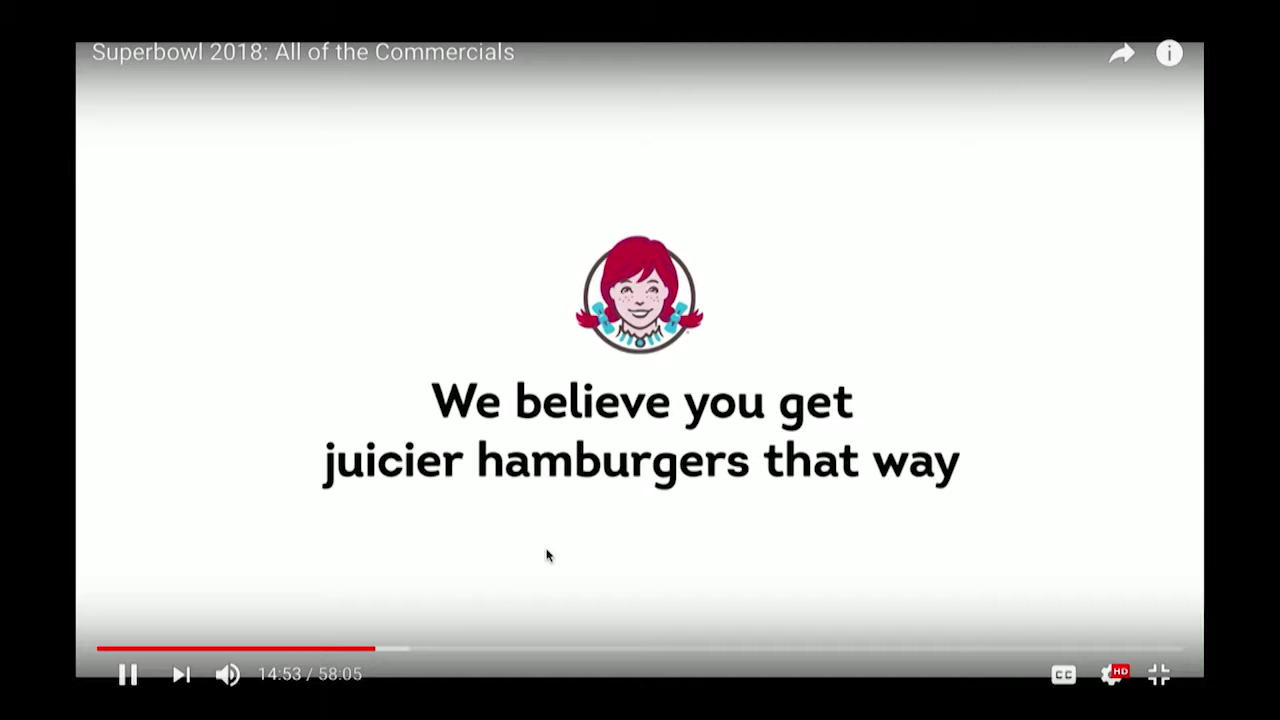 Superbowl 2018: All of the Commercials
We believe you get
juicier hamburgers that way
14:53 / 58:05
CC
HD